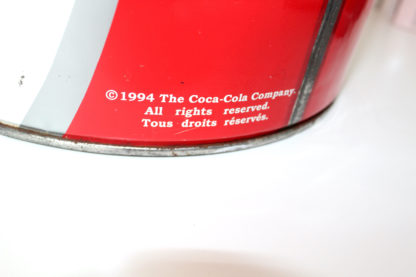 ©1994 The Coca-Cola Company.
All rights reserved.
Tous droits réservés.